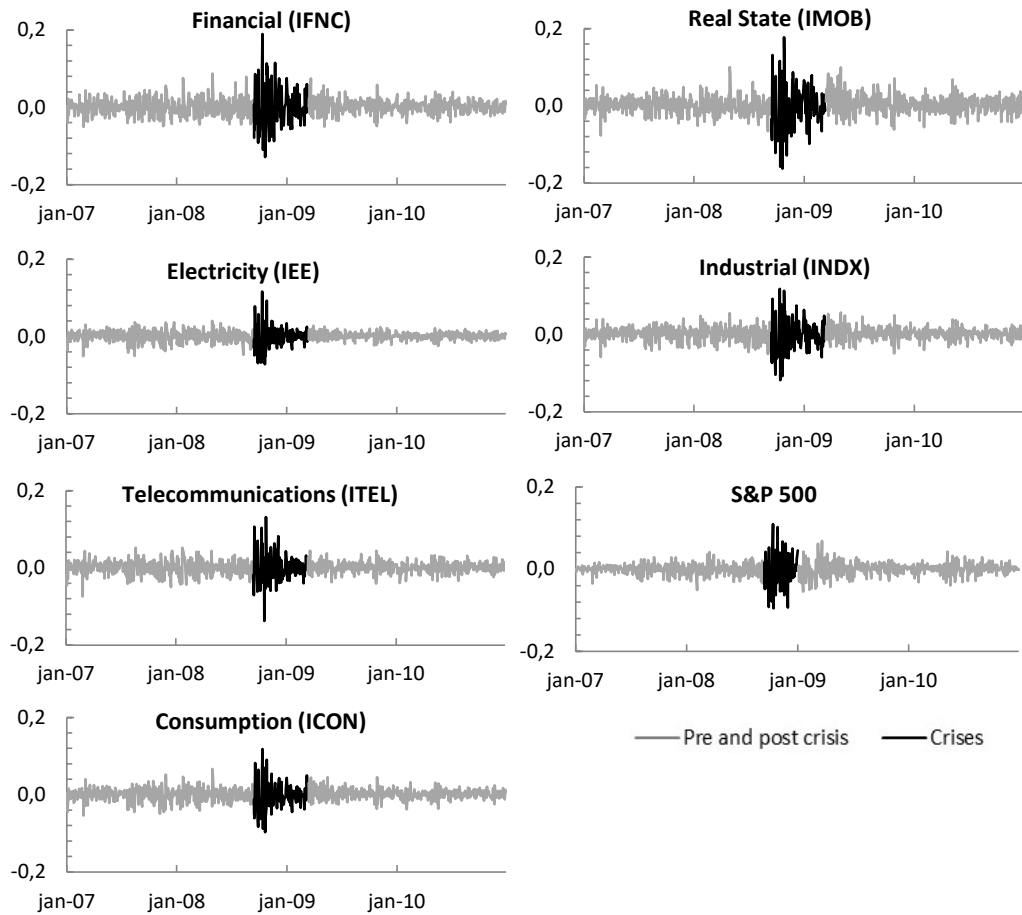 Financial (IFNC)
0,2
0,0
-0,2
jan-07 jan-08 jan-09 jan-10
Real State (IMOB)
0,2
0,0
-0,2
jan-07 jan-08 jan-09 jan-10
Electricity (IEE)
0,2
0,0
-0,2
jan-07 jan-08 jan-09 jan-10
Industrial (INDX)
0,2
0,0
-0,2
jan-07 jan-08 jan-09 jan-10
Telecommunications (ITEL)
0,2
0,0
-0,2
jan-07 jan-08 jan-09 jan-10
S&P 500
0,2
0,0
-0,2
jan-07 jan-08 jan-09 jan-10
Consumption (ICON)
0,2
0,0
-0,2
jan-07 jan-08 jan-09 jan-10
Pre and post crisis Crises